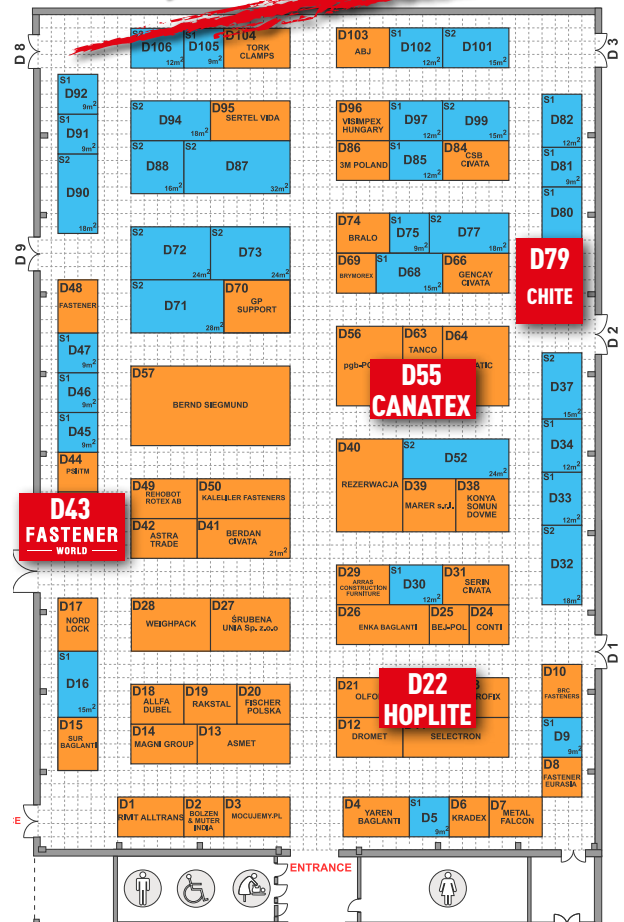 D 8
D106
12m²
S1
D105
9m²
D104
TORK
CLAMPS
D103
ABJ
S1
D102
12m²
S2
D101
15m²
D 3
S1
D92
9m²
S1
D91
9m²
S2
D90
18m²
S2
D94
18m²
D95
SERTEL VIDA
S2
D88
16m²
S2
D87
32m²
D96
VISIMPEX
HUNGARY
S1
D97
12m²
S2
D99
15m²
D86
3M POLAND
S1
D85
12m²
D84
CSB
CIVATA
S1
D82
12m²
S1
D81
9m²
S2
D80
D 9
S2
D72
24m²
S2
D73
24m²
S2
D71
28m²
D70
GP
SUPPORT
D74
BRALO
S1
D75
9m²
S2
D77
18m²
D69
BRYMOREX
S1
D68
15m²
D66
GENCAY
CIVATA
D79
CHITE
D48
FASTENER
S1
D47
9m²
S1
D46
9m²
S1
D45
9m²
D44
PSIiTM
D43
FASTENER
WORLD
D57
BERND SIEGMUND
D56
D63
TANCO
D64
D55
CANATEX
D 2
S2
D37
15m²
S1
D34
12m²
S1
D33
12m²
S2
D32
18m²
D49
REHOBOT
ROTEX AB
D50
KALELILER FASTENERS
D42
ASTRA
TRADE
D41
BERDAN
CIVATA
21m²
D40
REZERWACJA
S2
D52
24m²
D39
MARER s.r.l.
D38
KONYA
SOMUN
DOVME
D29
ARRAS
CONSTRUCTION
FURNITURE
S1
D30
12m²
D31
SERIN
CIVATA
D26
ENKA BAGLANTI
D25
BEJ-POL
D24
CONTI
D 1
D17
NORD
LOCK
S1
D16
15m²
D15
SUR
BAGLANTI
D28
WEIGHPACK
D27
ŚRUBENA
UNIA Sp. z.o.o
D18
ALLFA
DUBEL
D19
RAKSTAL
D20
FISCHER
POLSKA
D14
MAGNI GROUP
D13
ASMET
D21
D22
HOPLITE
D12
DROMET
SELECTRON
D10
BRC
FASTENERS
S1
D9
9m²
D8
FASTENER
EURASIA
D1
RIVIT ALLTRANS
D2
BOLZEN
& MUTER
INDIA
D3
MOCUJEMY.PL
D4
YAREN
BAGLANTI
S1
D5
9m²
D6
KRADEX
D7
METAL
FALCON
ENTRANCE